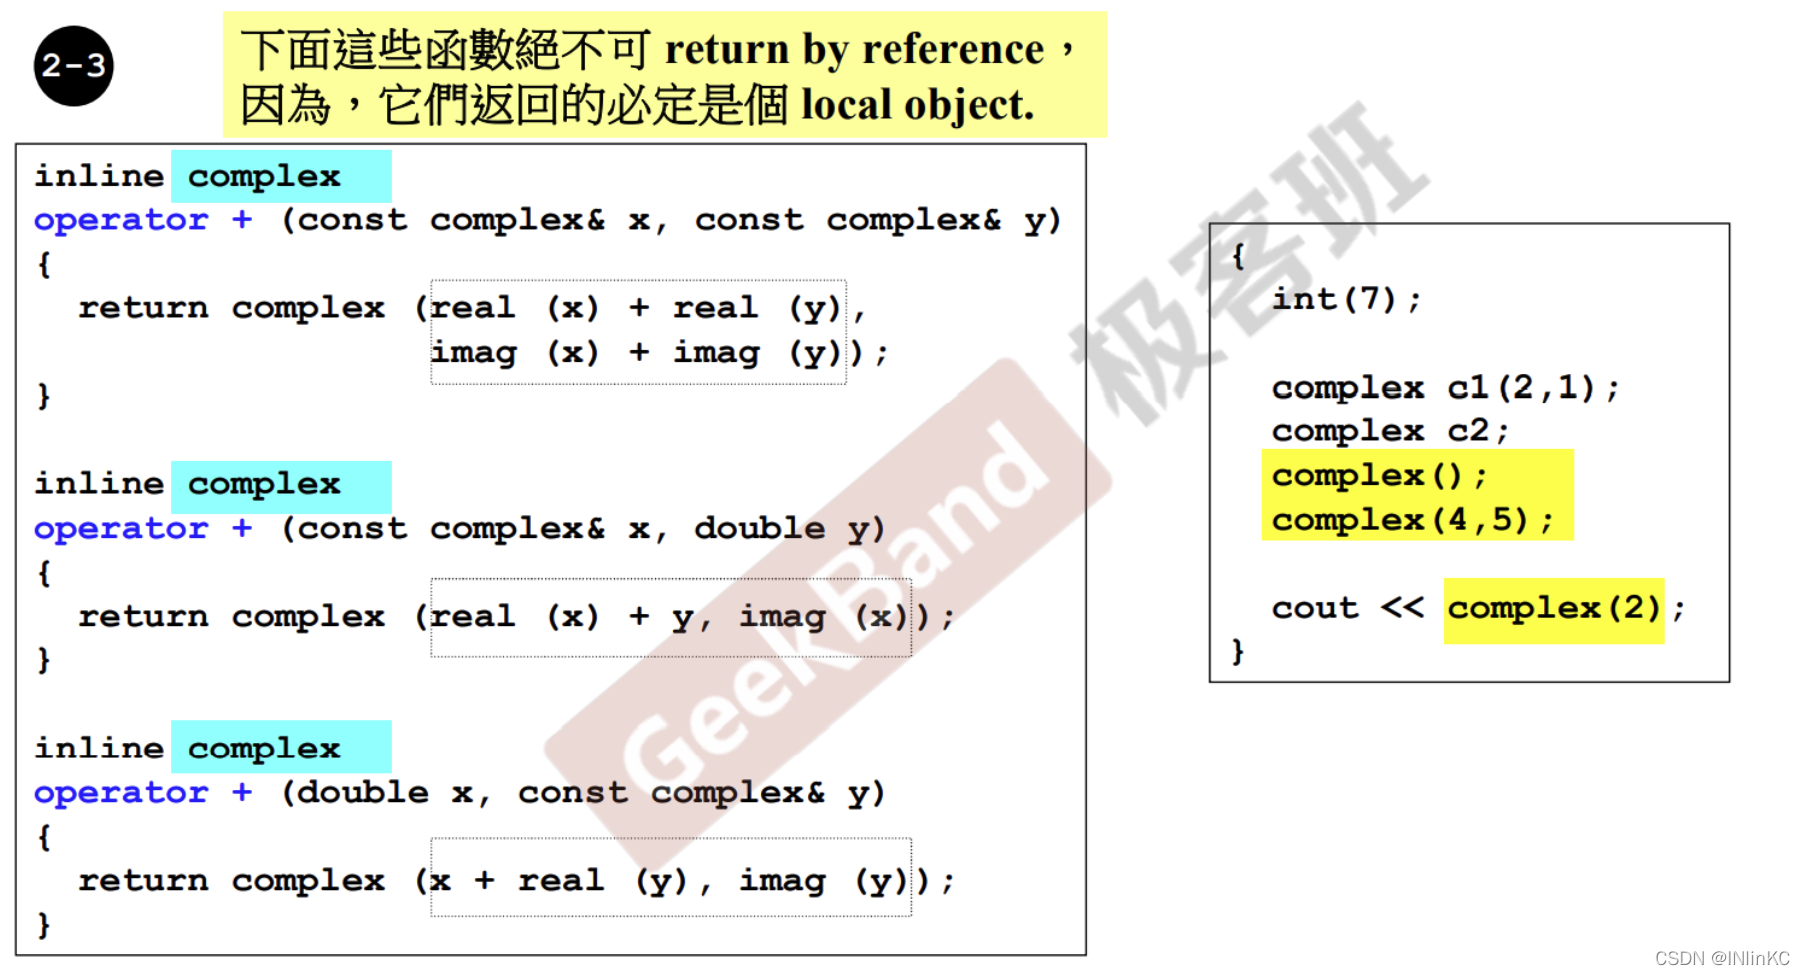 2-3
下面這些函數絕不可 return by reference，
因為，它們返回的必定是個 local object.
inline complex
operator + (const complex& x, const complex& y)
{
  return complex (real (x) + real (y),
                  imag (x) + imag (y));
}
inline complex
operator + (const complex& x, double y)
{
  return complex (real (x) + y, imag (x));
}
inline complex
operator + (double x, const complex& y)
{
  return complex (x + real (y), imag (y));
}
{
  int(7);
  complex c1(2,1);
  complex c2;
  complex();
  complex(4,5);
  cout << complex(2);
}
GeekBand 极客班
CSDN @INlinKC